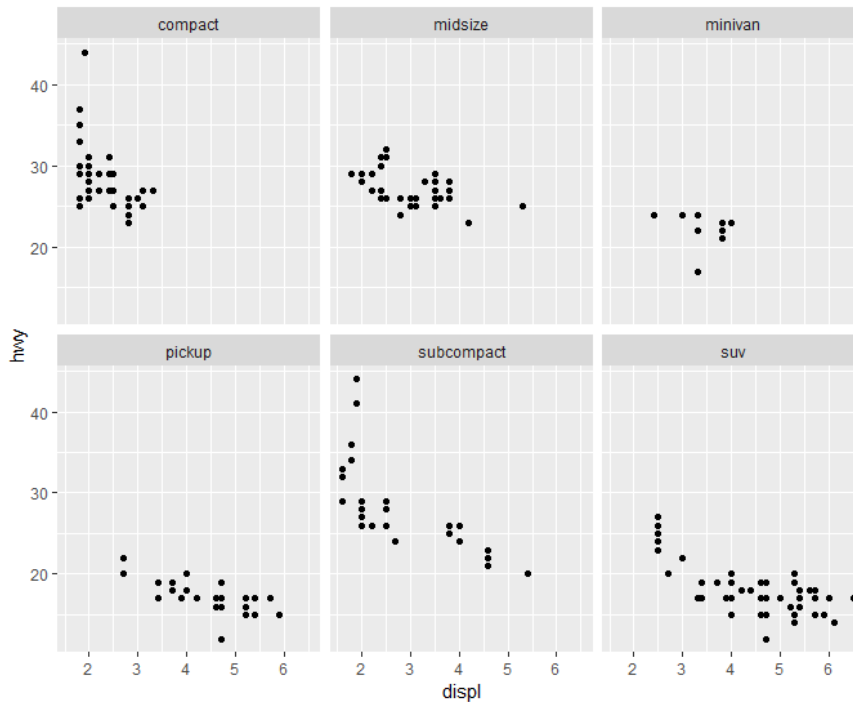 compact midsize minivan
40
30
20
hwy
pickup subcompact suv
40
30
20
2 3 4 5 6 2 3 4 5 6 2 3 4 5 6
displ